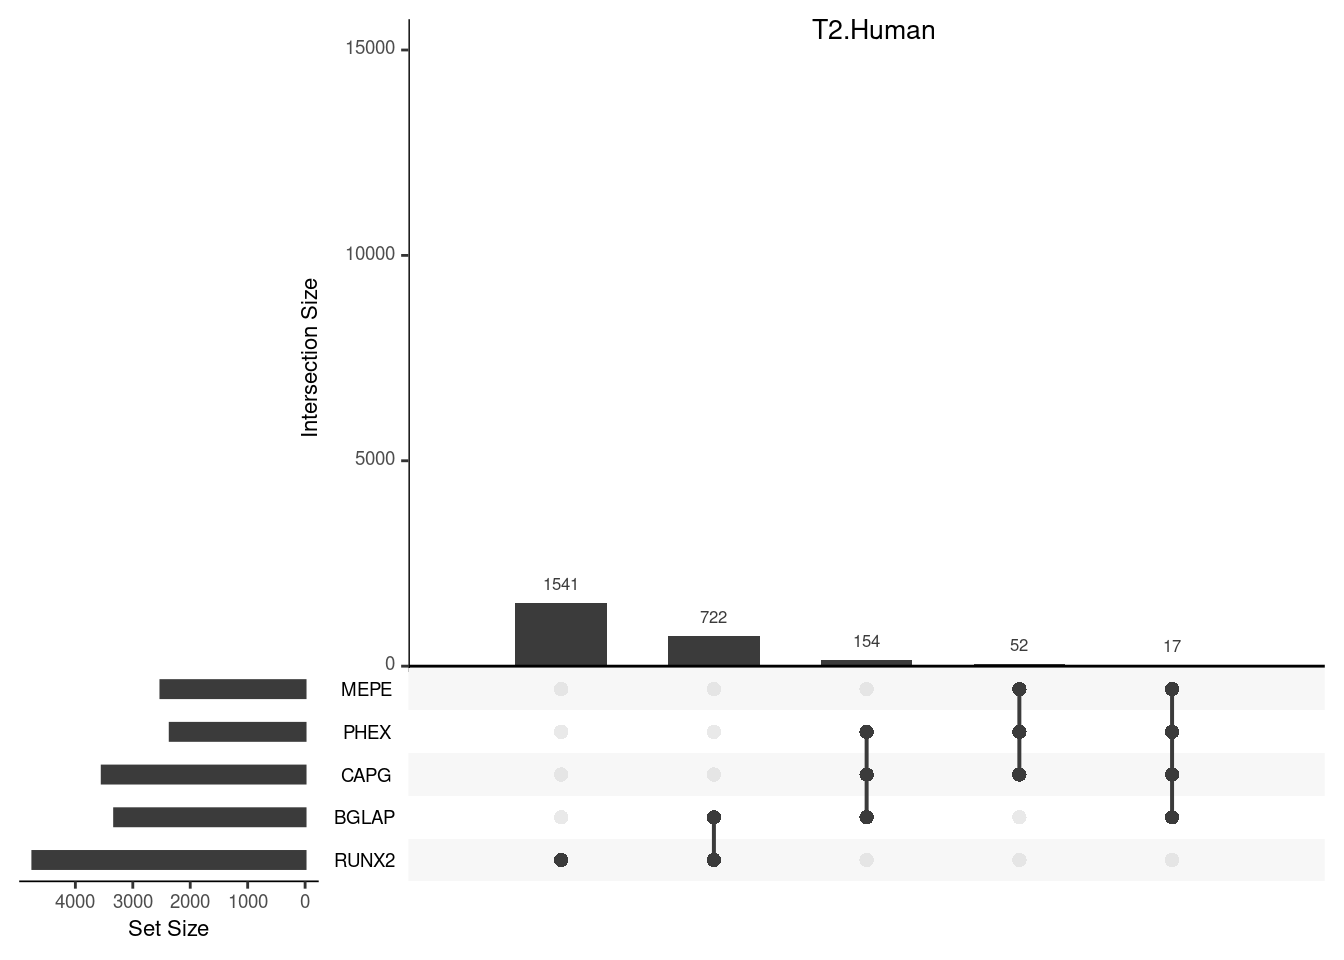 T2.Human
15000
10000
5000
0
Intersection Size
1541
722
154
52
17
MEPE
PHEX
CAPG
BGLAP
RUNX2
4000 3000 2000 1000 0
Set Size